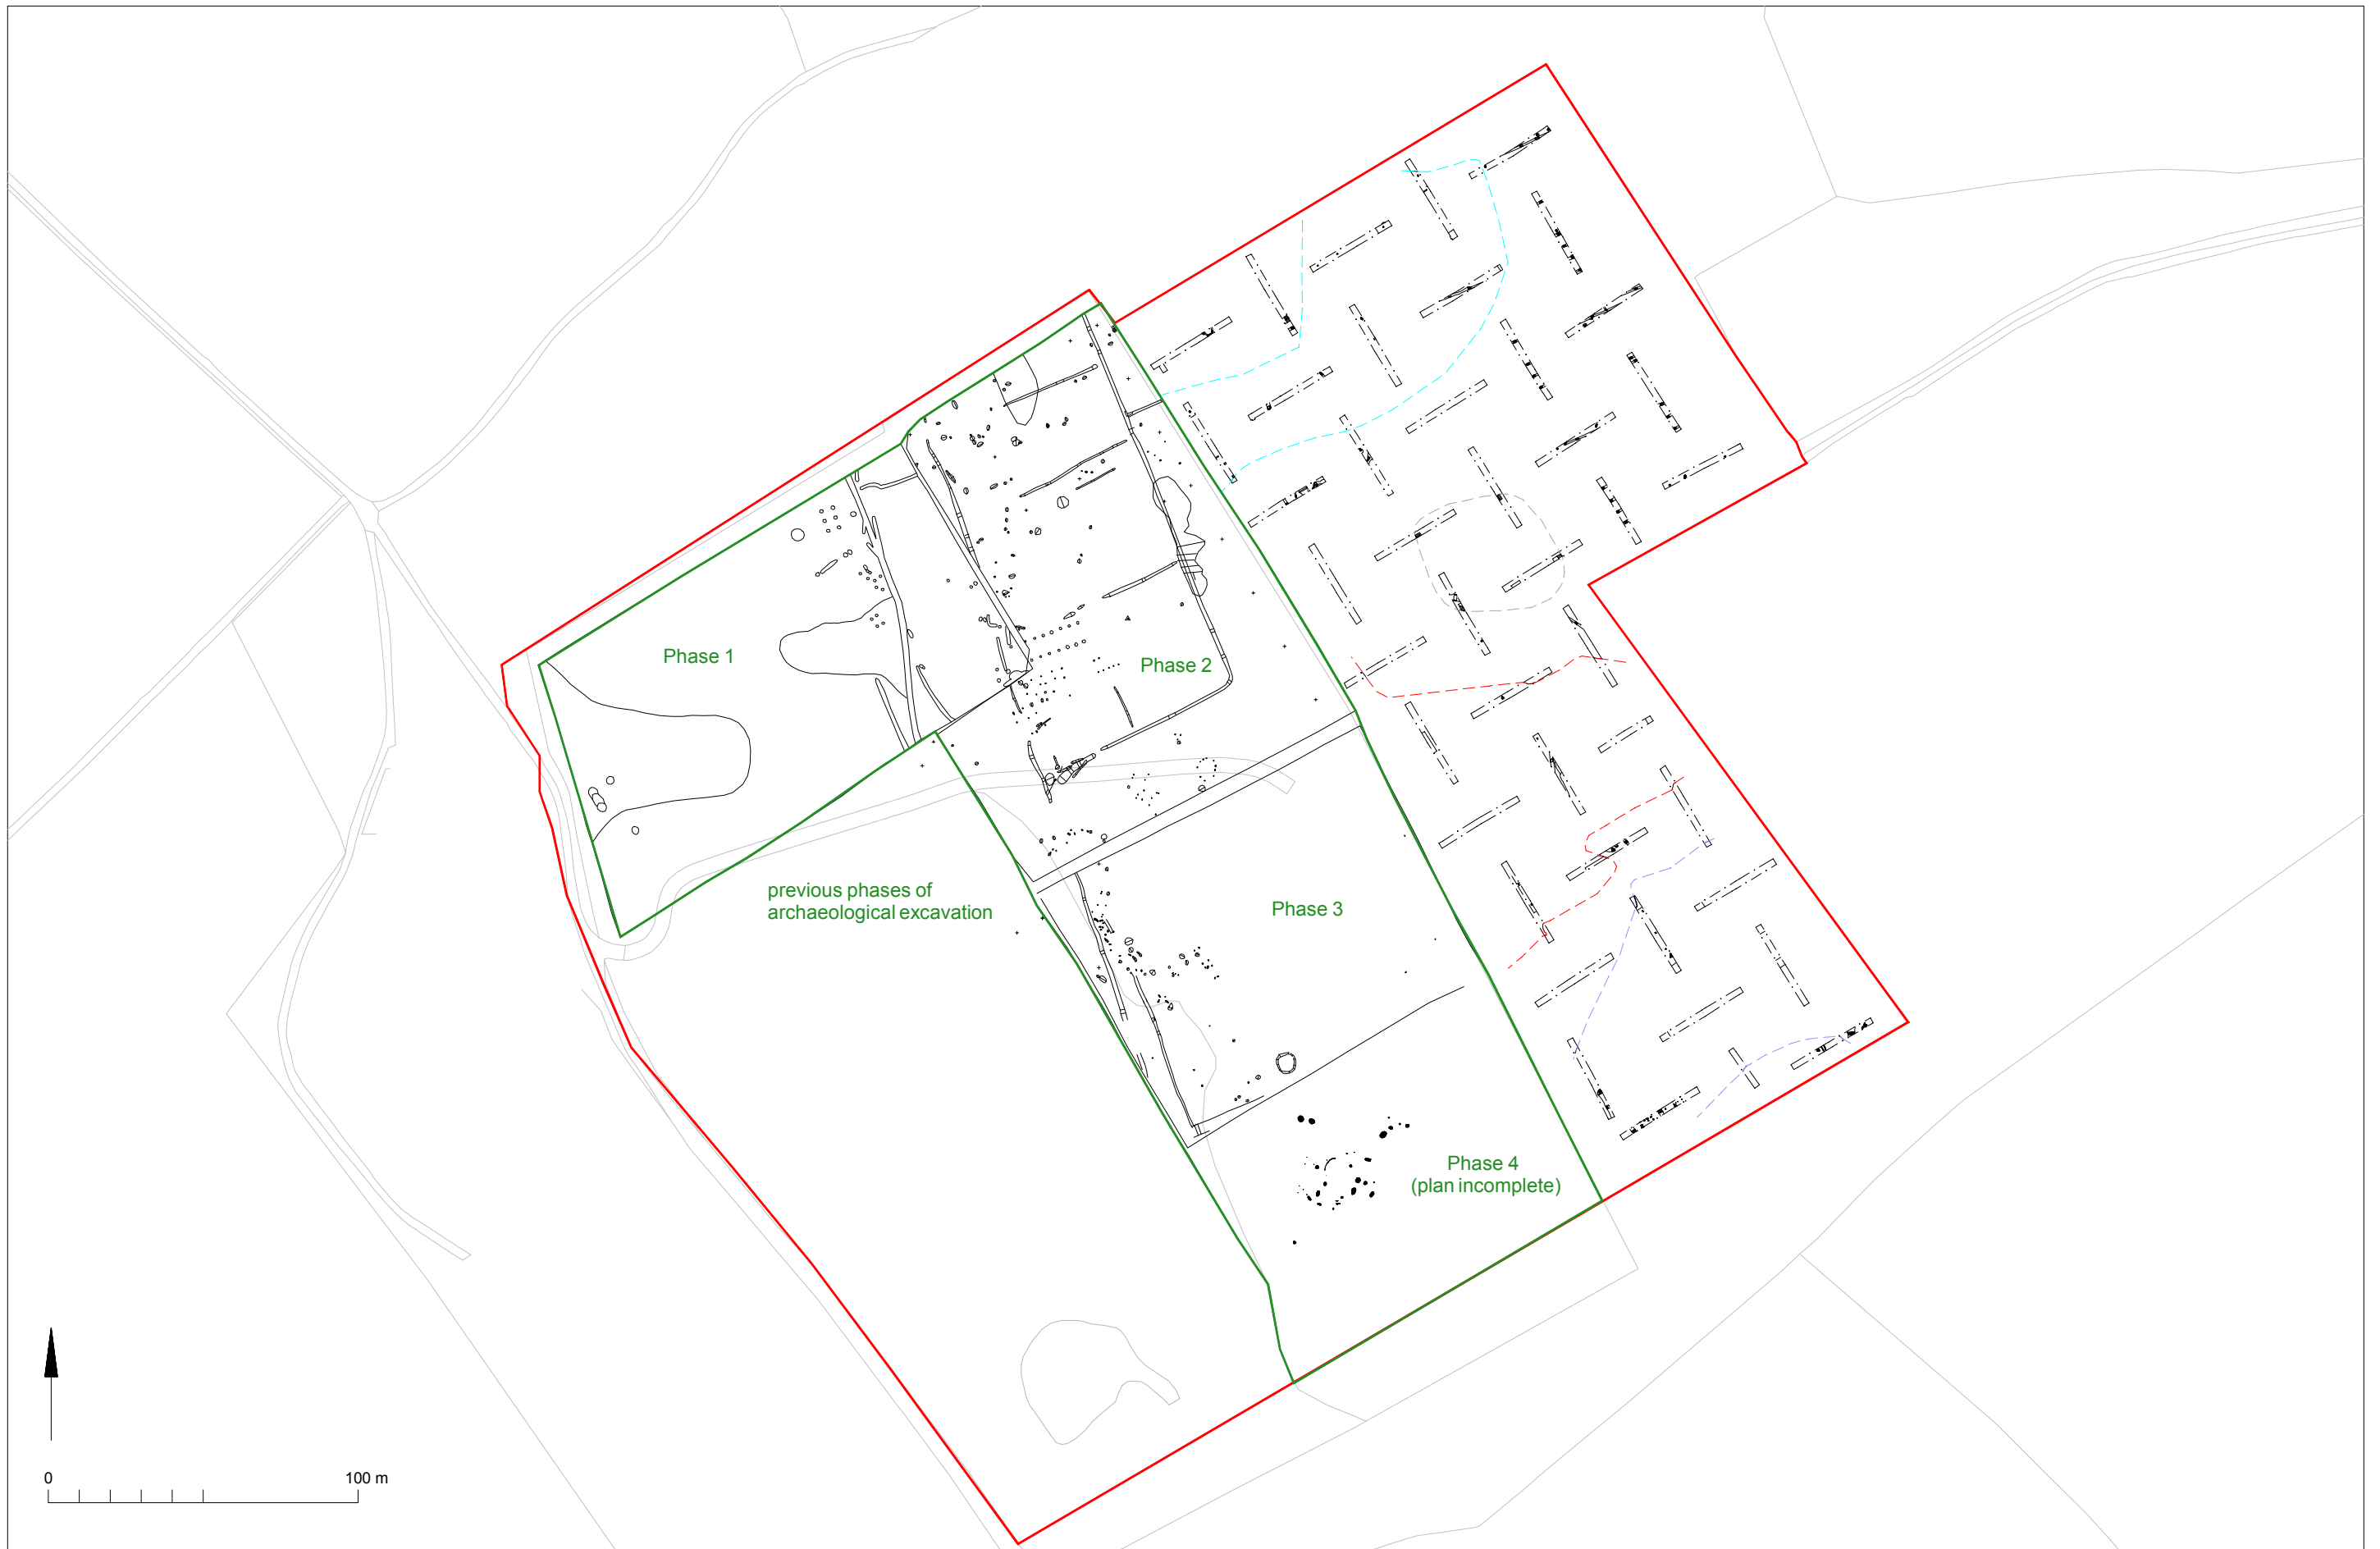 Phase 1
Phase 2
previous phases of
archaeological excavation
Phase 3
Phase 4
(plan incomplete)
0
100 m